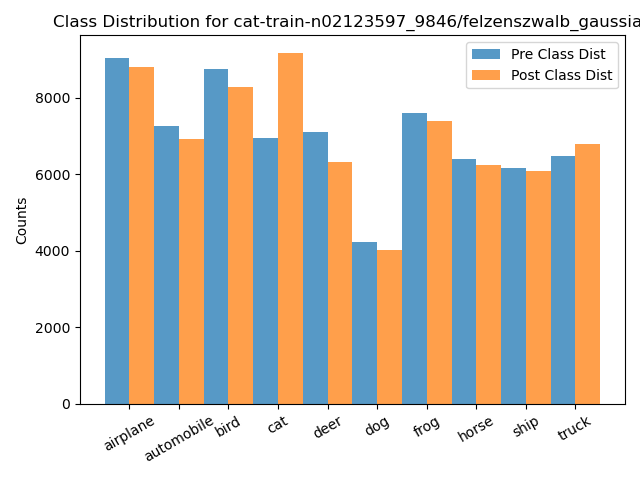 Class Distribution for cat-train-n02123597_9846/felzenszwalb_gaussia
Pre Class Dist
Post Class Dist
Counts
8000
6000
4000
2000
0
airplane
automobile
bird
cat
deer
dog
frog
horse
ship
truck